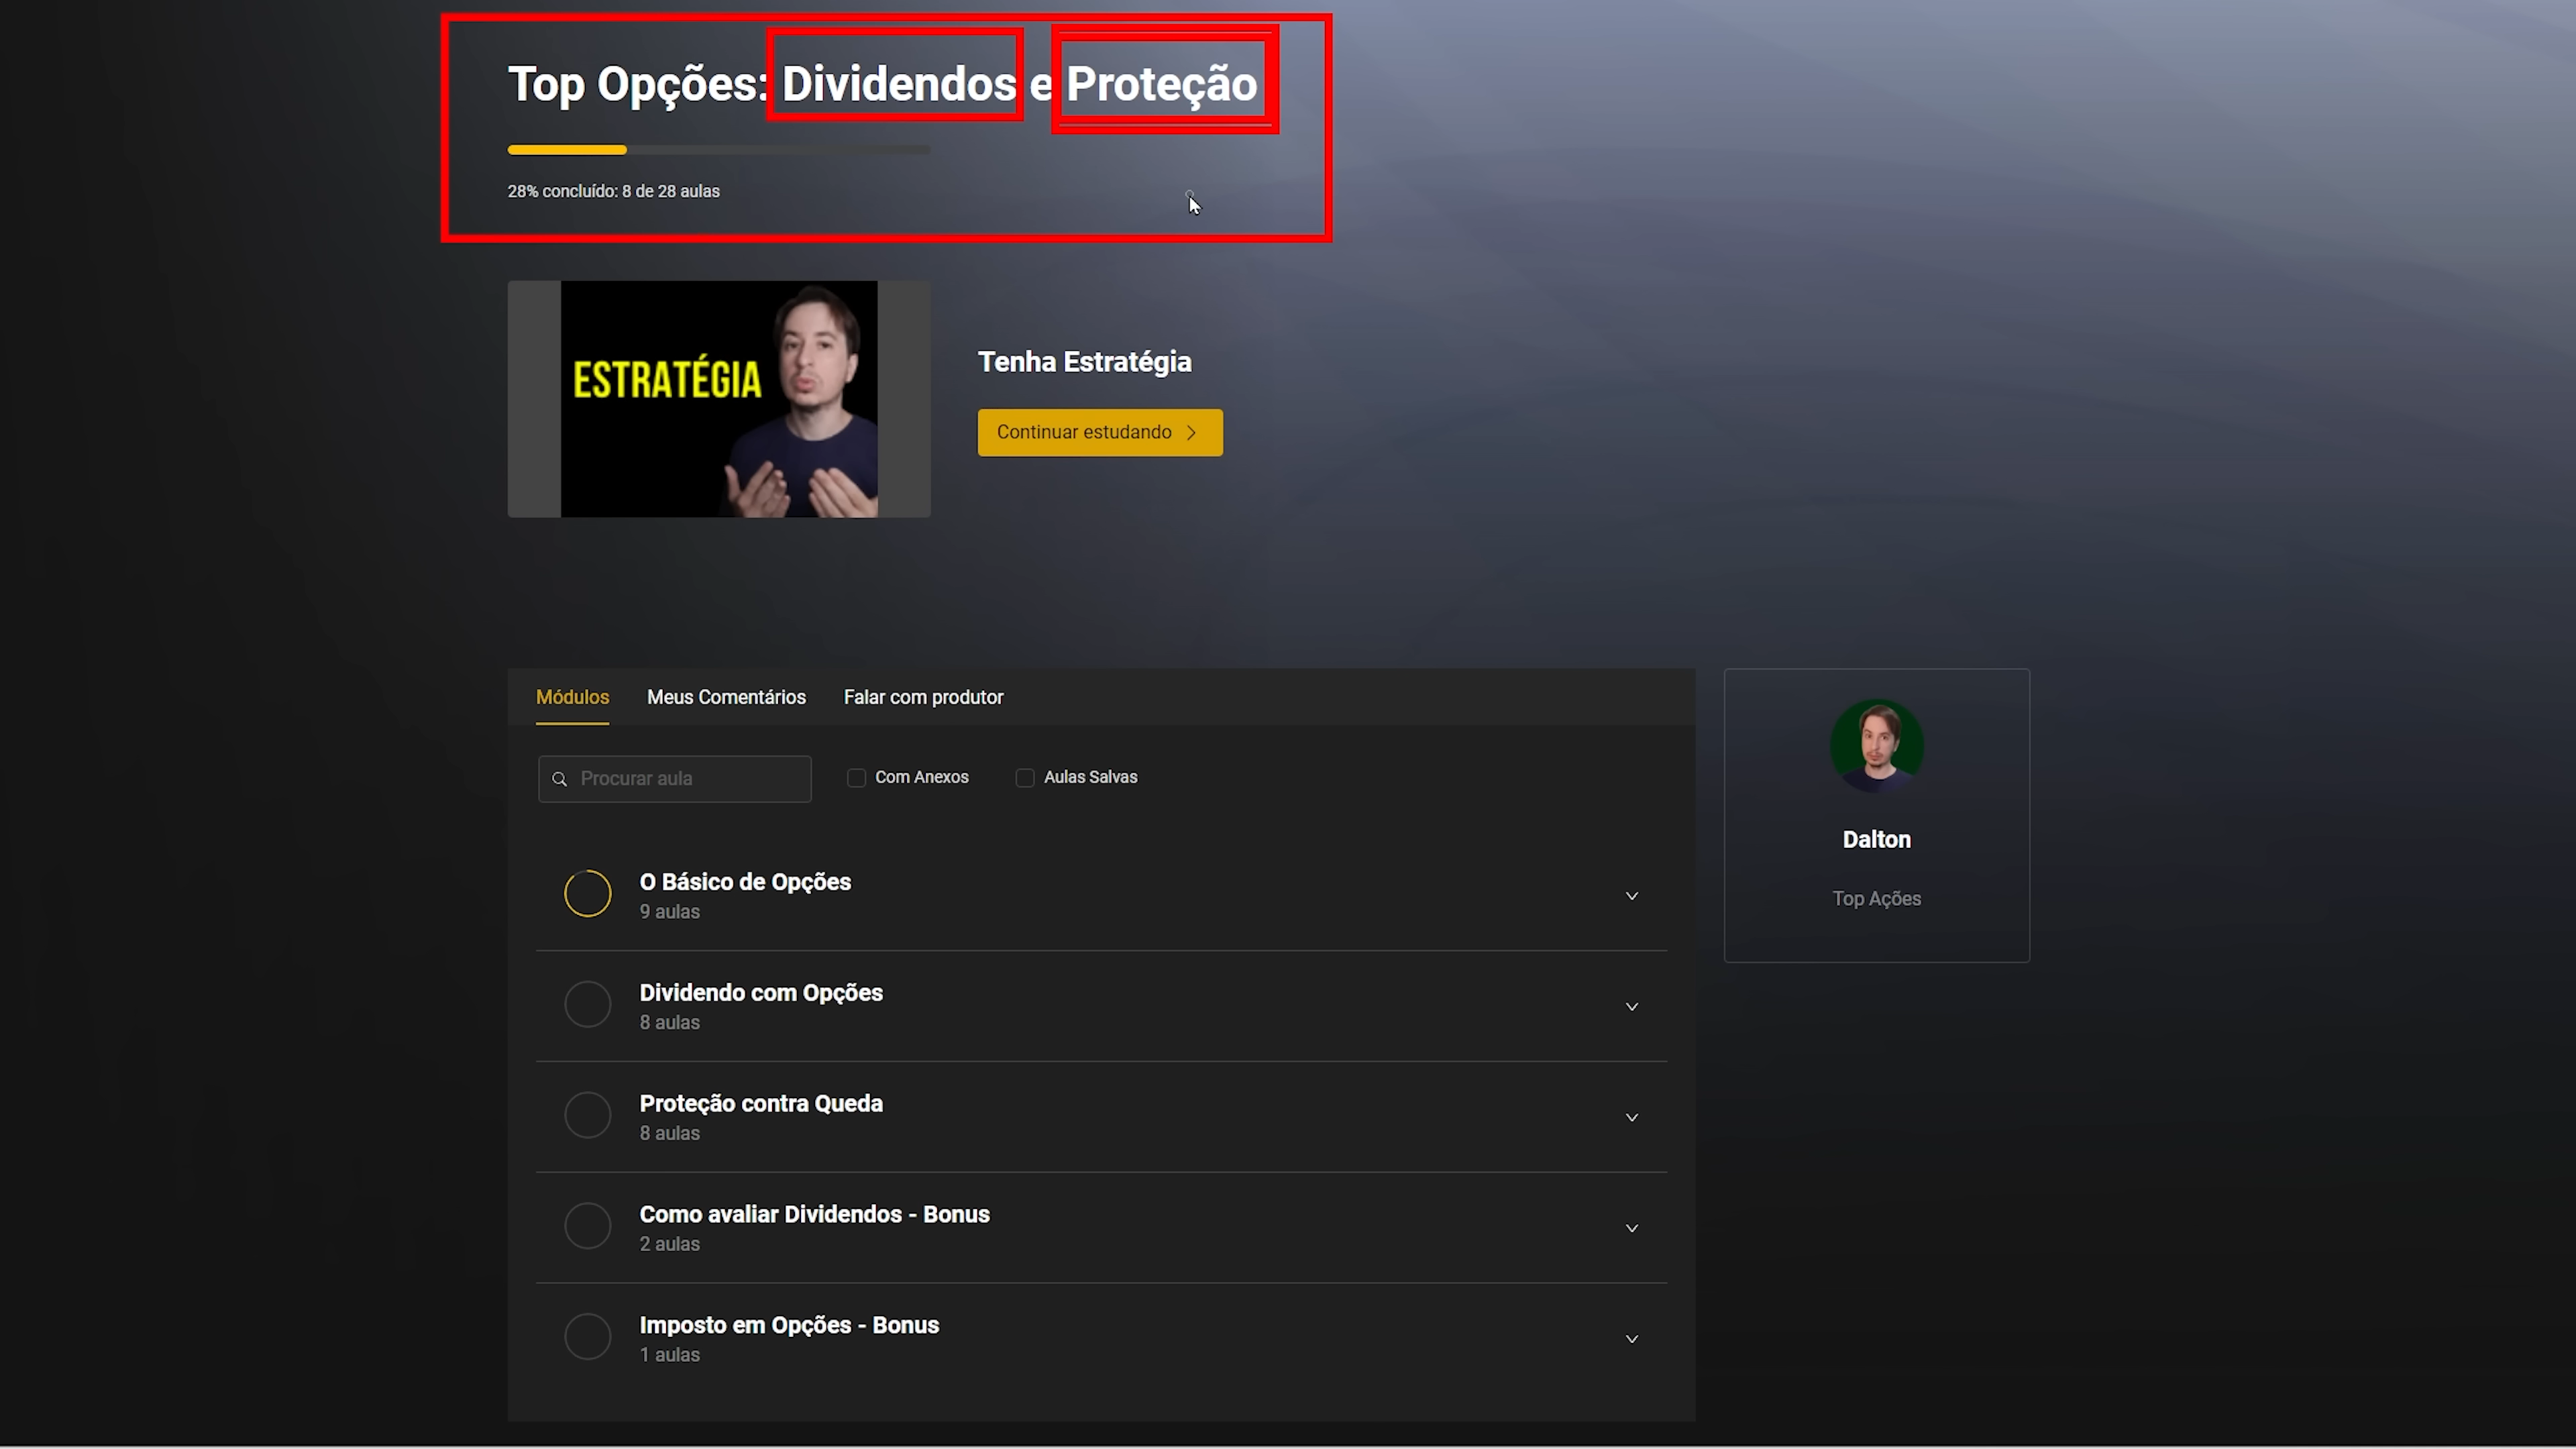 Top Opções: Dividendos e Proteção
28% concluído: 8 de 28 aulas
ESTRATÉGIA
Tenha Estratégia
Continuar estudando
Módulos Meus Comentários Falar com produtor
Procurar aula Com Anexos Aulas Salvas
O Básico de Opções
9 aulas
Dividendo com Opções
8 aulas
Proteção contra Queda
8 aulas
Como avaliar Dividendos - Bonus
2 aulas
Imposto em Opções - Bonus
1 aulas
Dalton
Top Ações